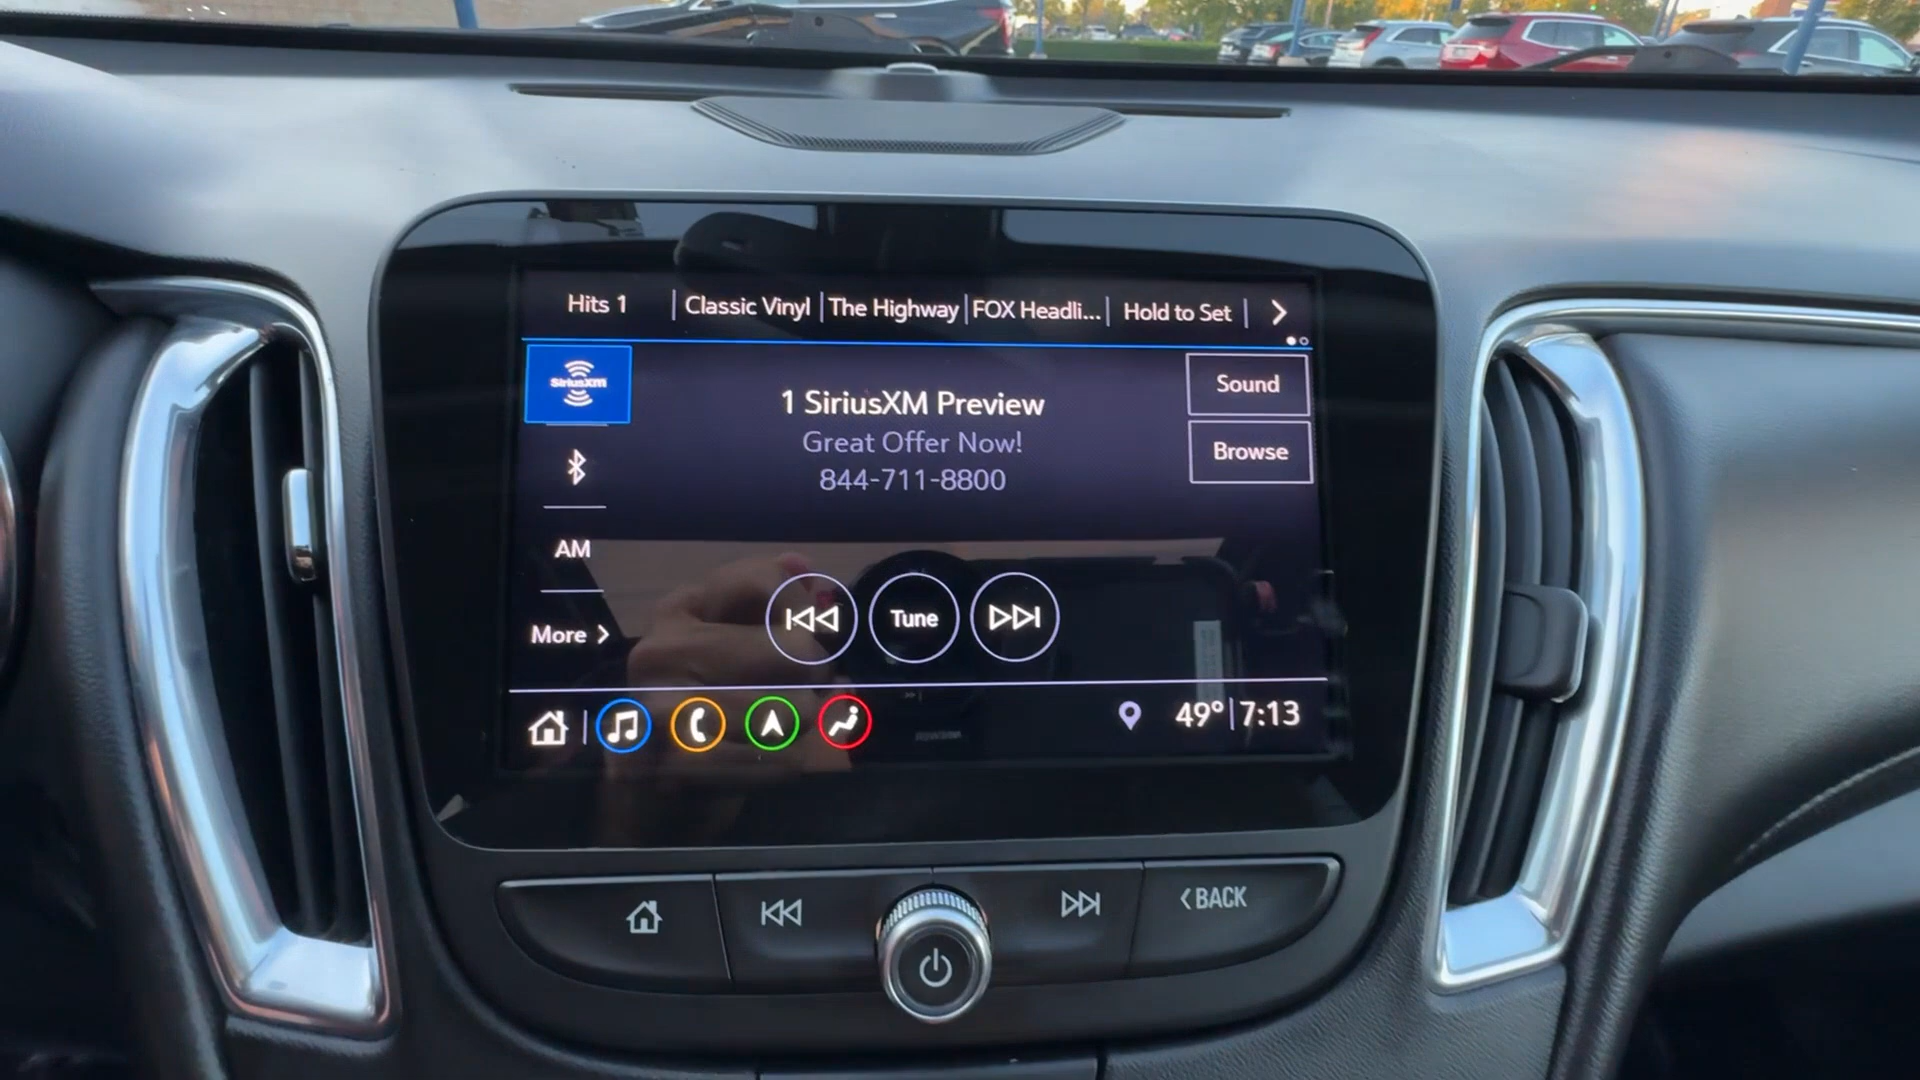 Hits 1 | Classic Vinyl | The Highway | FOX Headli... | Hold to Set | >
SiriusXM
1 SiriusXM Preview
Great Offer Now!
844-711-8800
Sound
Browse
AM
More >
Tune
49° | 7:13
< BACK